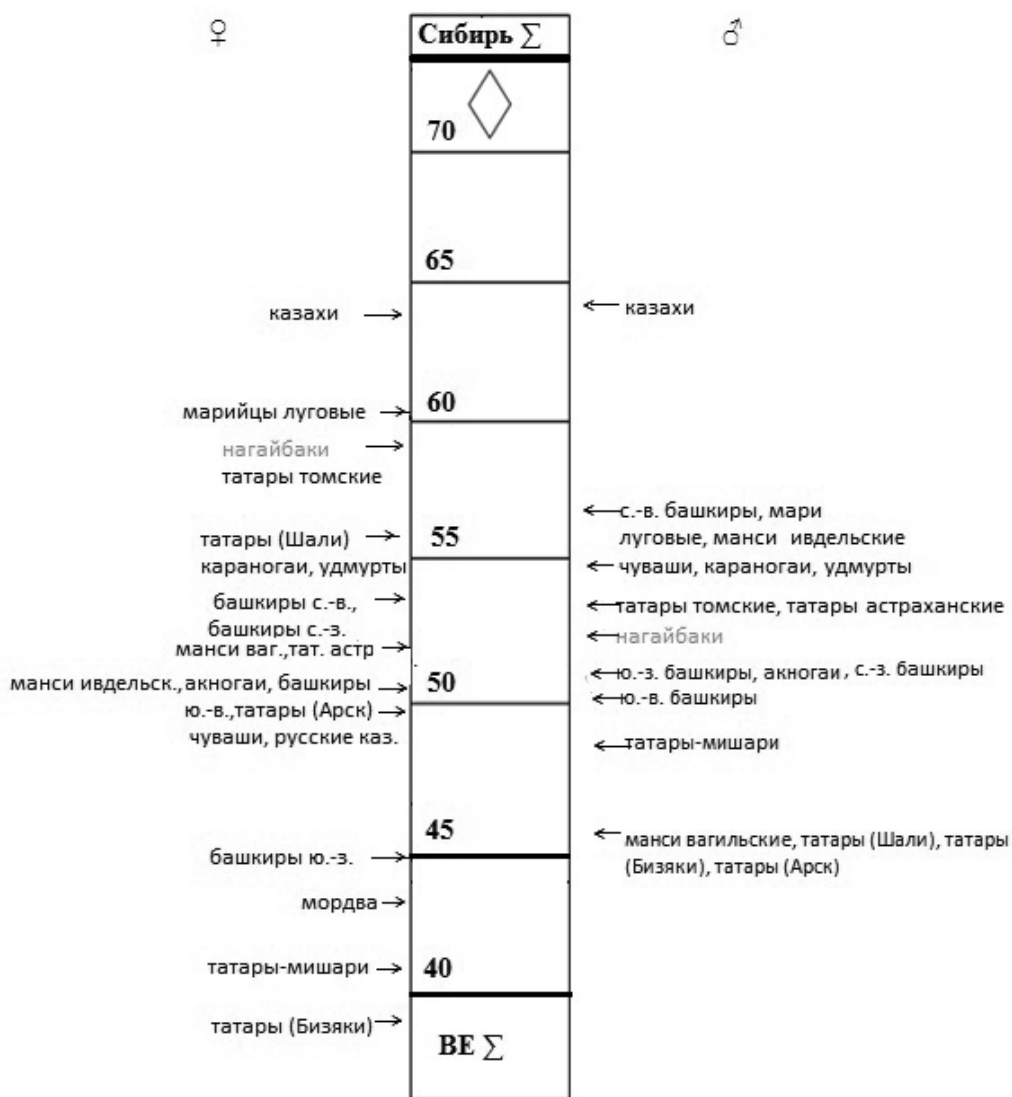 ♀
Сибирь ∑
♂
70
65
казахи
казахи
60
марийцы луговые
нагайбаки
татары томские
с.-в. башкиры, мари
луговые, манси ивдельские
татары (Шали)
караногаи, удмурты
55
чуваши, караногаи, удмурты
башкиры с.-в.,
башкиры с.-з.
татары томские, татары астраханские
нагайбаки
манси ваг.,тат. астр
50
ю.-з. башкиры, акногаи, с.-з. башкиры
манси ивдельск.,акногаи, башкиры
ю.-в.,татары (Арск)
чуваши, русские каз.
ю.-в. башкиры
татары-мишари
45
манси вагильские, татары (Шали), татары
(Бизяки), татары (Арск)
башкиры ю.-з.
мордва
татары-мишари
40
татары (Бизяки)
ВЕ ∑